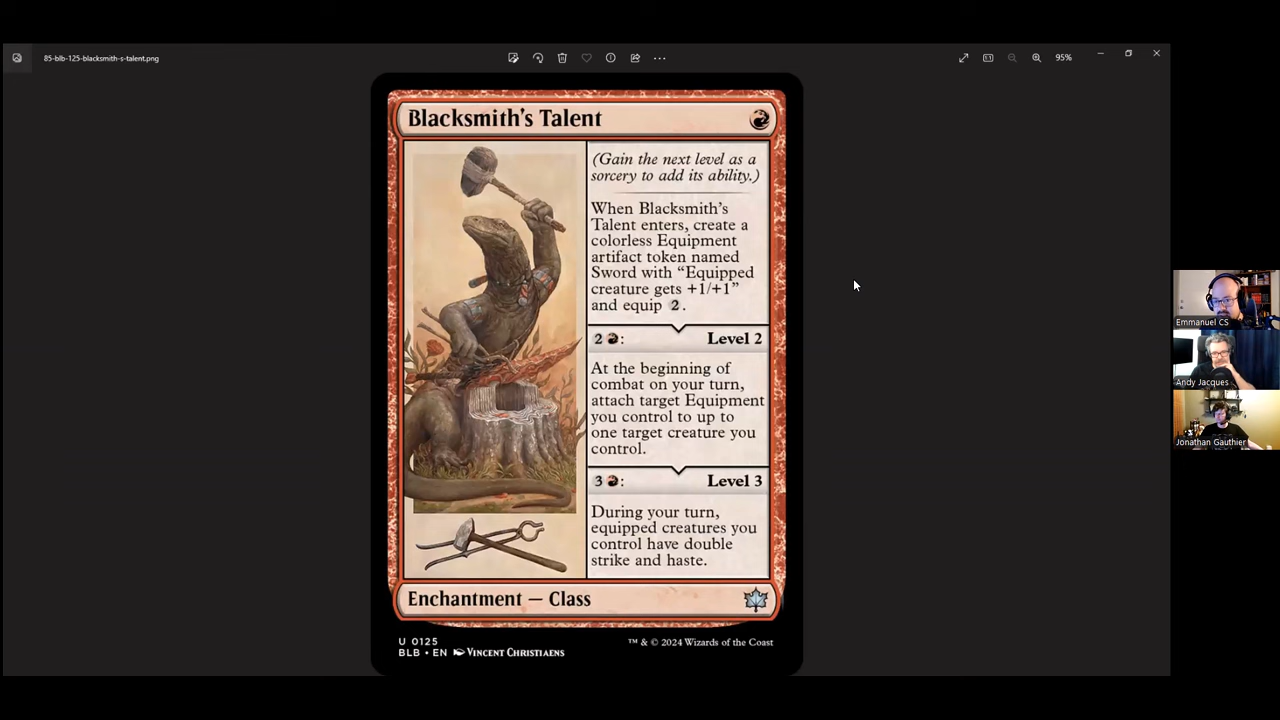 85-blb-125-blacksmith-s-talent.png
95%
Blacksmith's Talent
(Gain the next level as a
sorcery to add its ability.)
When Blacksmith's
Talent enters, create a
colorless Equipment
artifact token named
Sword with “Equipped
creature gets +1/+1”
and equip 2.
2 : Level 2
At the beginning of
combat on your turn,
attach target Equipment
you control to up to
one target creature you
control.
3 : Level 3
During your turn,
equipped creatures you
control have double
strike and haste.
Enchantment — Class
U 0125
BLB • EN Vincent Christiaens
™ & © 2024 Wizards of the Coast
Emmanuel CS
Andy Jacques
Jonathan Gauthier